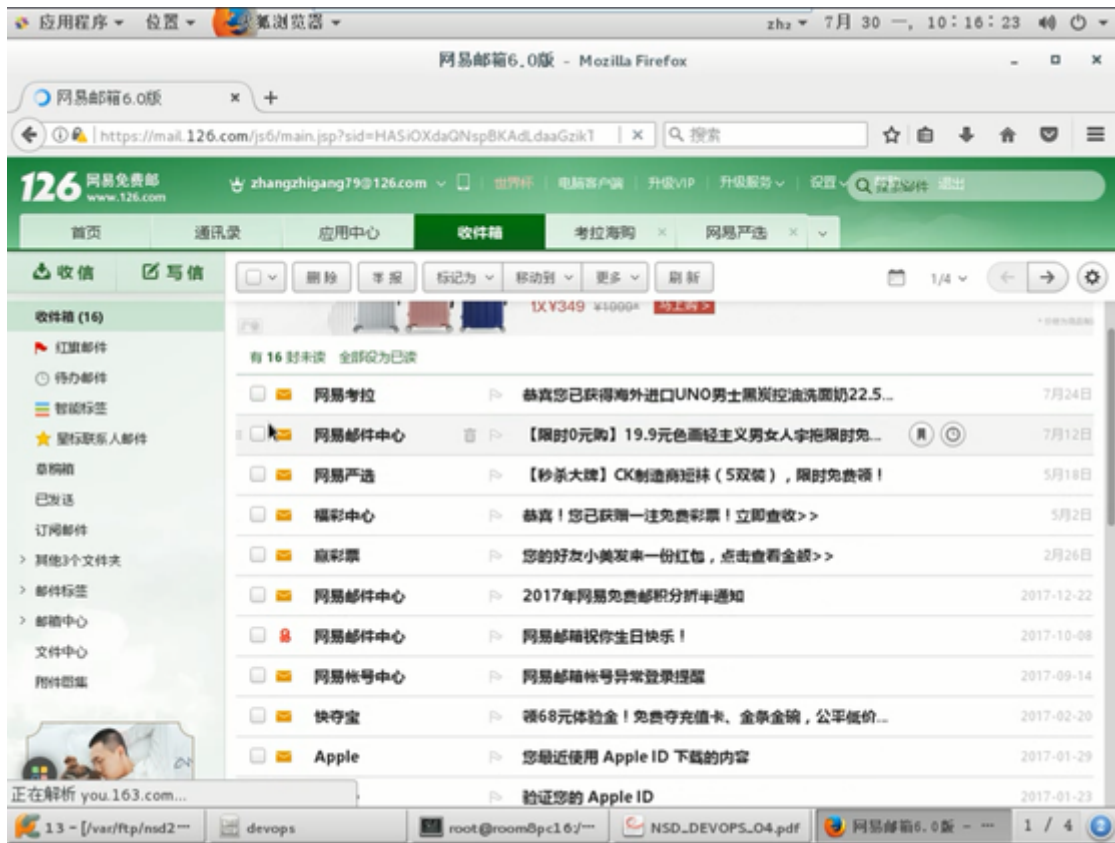 应用程序 位置 火狐浏览器 zhz 7月 30 一, 10:16:23
网易邮箱6.0版 - Mozilla Firefox
网易邮箱6.0版
https://mail.126.com/js6/main.jsp?sid=HASiOXdaQNspBKAdLdaaGzik1 搜索
126 网易免费邮 www.126.com zhangzhigang79@126.com 世界杯 电脑客户端 升级VIP 升级服务 设置 退出
首页 通讯录 应用中心 收件箱 考拉海购 网易严选
收信 写信 删除 举报 标记为 移动到 更多 刷新 1/4
1X¥349
收件箱 (16)
红旗邮件
有 16 封未读 全部设为已读
待办邮件
网易考拉 恭喜您已获得海外进口UNO男士黑炭控油洗面奶22.5... 7月24日
智能标签
星标联系人邮件
网易邮件中心 【限时0元购】19.9元色画轻主义男女人字拖限时免... 7月12日
草稿箱
网易严选 【秒杀大牌】CK制造商短袜(5双装),限时免费领! 5月18日
已发送
福彩中心 恭喜!您已获赠一注免费彩票!立即查收>> 5月2日
订阅邮件
其他3个文件夹
赢彩票 您的好友小美发来一份红包,点击查看金额>> 2月26日
邮件标签
网易邮件中心 2017年网易免费邮积分折半通知 2017-12-22
邮箱中心
网易邮件中心 网易邮箱祝你生日快乐! 2017-10-08
文件中心
附件图集
网易帐号中心 网易邮箱帐号异常登录提醒 2017-09-14
快夺宝 领68元体验金!免费夺充值卡、金条金碗,公平低价... 2017-02-20
Apple 您最近使用 Apple ID 下载的内容 2017-01-29
正在解析 you.163.com...
验证您的 Apple ID 2017-01-23
13 - [/var/ftp/nsd2… devops root@room8pc16:/… NSD_DEVOPS_04.pdf 网易邮箱6.0版 - … 1 / 4